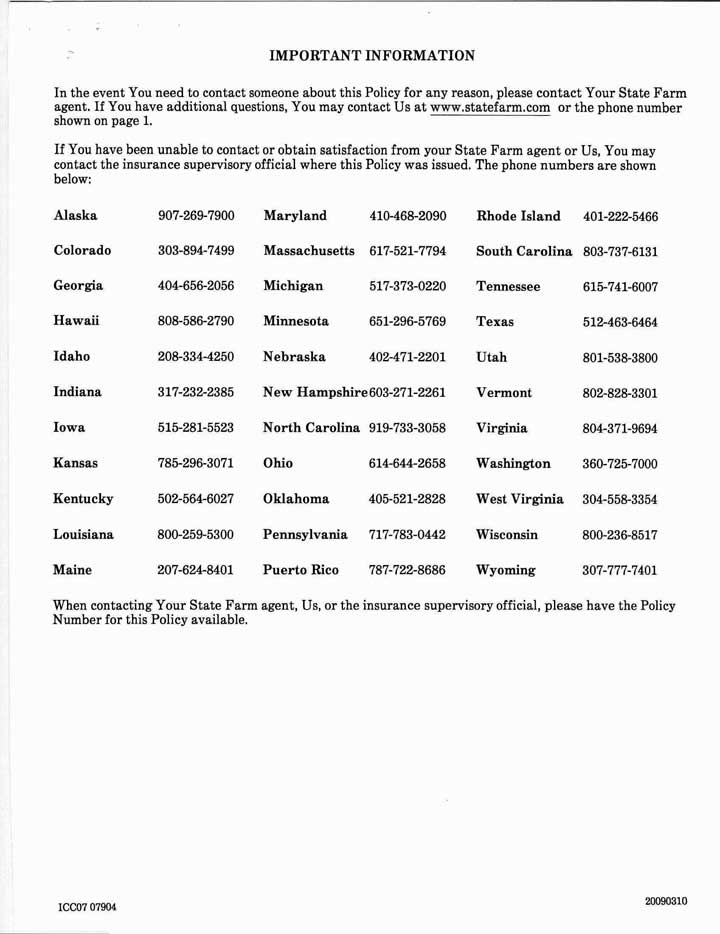 IMPORTANT INFORMATION
In the event You need to contact someone about this Policy for any reason, please contact Your State Farm
agent. If You have additional questions, You may contact Us at www.statefarm.com or the phone number
shown on page 1.
If You have been unable to contact or obtain satisfaction from your State Farm agent or Us, You may
contact the insurance supervisory official where this Policy was issued. The phone numbers are shown
below:
Alaska 907-269-7900 Maryland 410-468-2090 Rhode Island 401-222-5466
Colorado 303-894-7499 Massachusetts 617-521-7794 South Carolina 803-737-6131
Georgia 404-656-2056 Michigan 517-373-0220 Tennessee 615-741-6007
Hawaii 808-586-2790 Minnesota 651-296-5769 Texas 512-463-6464
Idaho 208-334-4250 Nebraska 402-471-2201 Utah 801-538-3800
Indiana 317-232-2385 New Hampshire 603-271-2261 Vermont 802-828-3301
Iowa 515-281-5523 North Carolina 919-733-3058 Virginia 804-371-9694
Kansas 785-296-3071 Ohio 614-644-2658 Washington 360-725-7000
Kentucky 502-564-6027 Oklahoma 405-521-2828 West Virginia 304-558-3354
Louisiana 800-259-5300 Pennsylvania 717-783-0442 Wisconsin 800-236-8517
Maine 207-624-8401 Puerto Rico 787-722-8686 Wyoming 307-777-7401
When contacting Your State Farm agent, Us, or the insurance supervisory official, please have the Policy
Number for this Policy available.
ICC07 07904
20090310